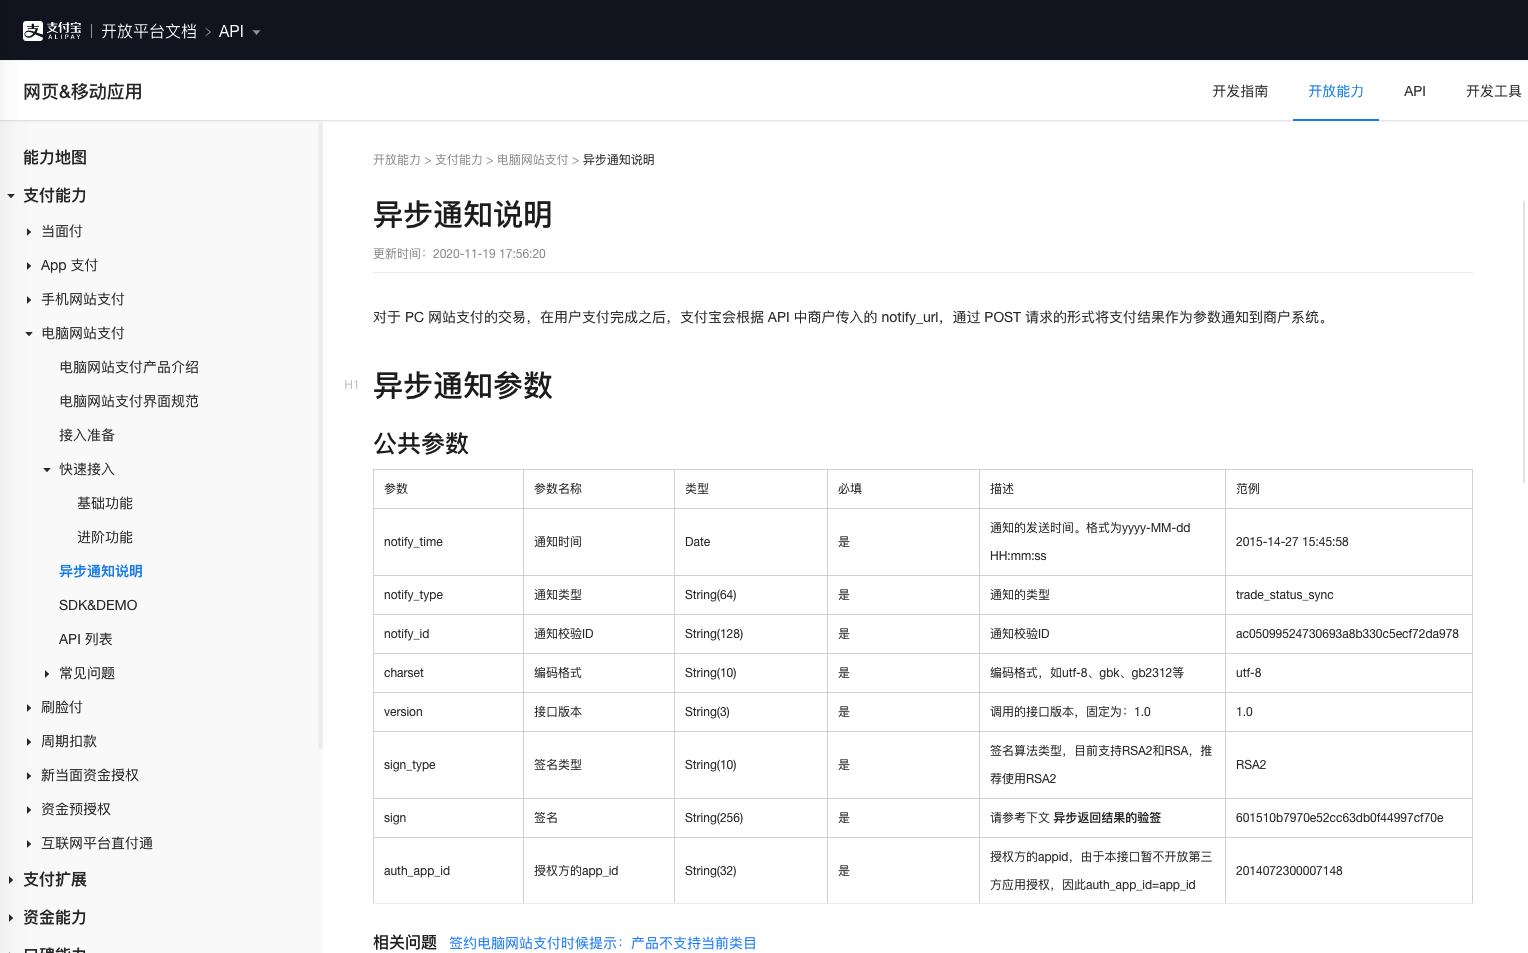 支 支付宝 ALIPAY | 开放平台文档 > API
网页&移动应用
开发指南 开放能力 API 开发工具
能力地图
支付能力
当面付
App 支付
手机网站支付
电脑网站支付
电脑网站支付产品介绍
电脑网站支付界面规范
接入准备
快速接入
基础功能
进阶功能
异步通知说明
SDK&DEMO
API 列表
常见问题
刷脸付
周期扣款
新当面资金授权
资金预授权
互联网平台直付通
支付扩展
资金能力
口碑能力
开放能力 > 支付能力 > 电脑网站支付 > 异步通知说明
异步通知说明
更新时间：2020-11-19 17:56:20
对于 PC 网站支付的交易，在用户支付完成之后，支付宝会根据 API 中商户传入的 notify_url，通过 POST 请求的形式将支付结果作为参数通知到商户系统。
H1 异步通知参数
公共参数
参数 参数名称 类型 必填 描述 范例
notify_time 通知时间 Date 是 通知的发送时间。格式为yyyy-MM-dd
HH:mm:ss 2015-14-27 15:45:58
notify_type 通知类型 String(64) 是 通知的类型 trade_status_sync
notify_id 通知校验ID String(128) 是 通知校验ID ac05099524730693a8b330c5ecf72da978
charset 编码格式 String(10) 是 编码格式，如utf-8、gbk、gb2312等 utf-8
version 接口版本 String(3) 是 调用的接口版本，固定为：1.0 1.0
sign_type 签名类型 String(10) 是 签名算法类型，目前支持RSA2和RSA，推
荐使用RSA2 RSA2
sign 签名 String(256) 是 请参考下文 异步返回结果的验签 601510b7970e52cc63db0f44997cf70e
auth_app_id 授权方的app_id String(32) 是 授权方的appid，由于本接口暂不开放第三
方应用授权，因此auth_app_id=app_id 2014072300007148
相关问题 签约电脑网站支付时候提示：产品不支持当前类目